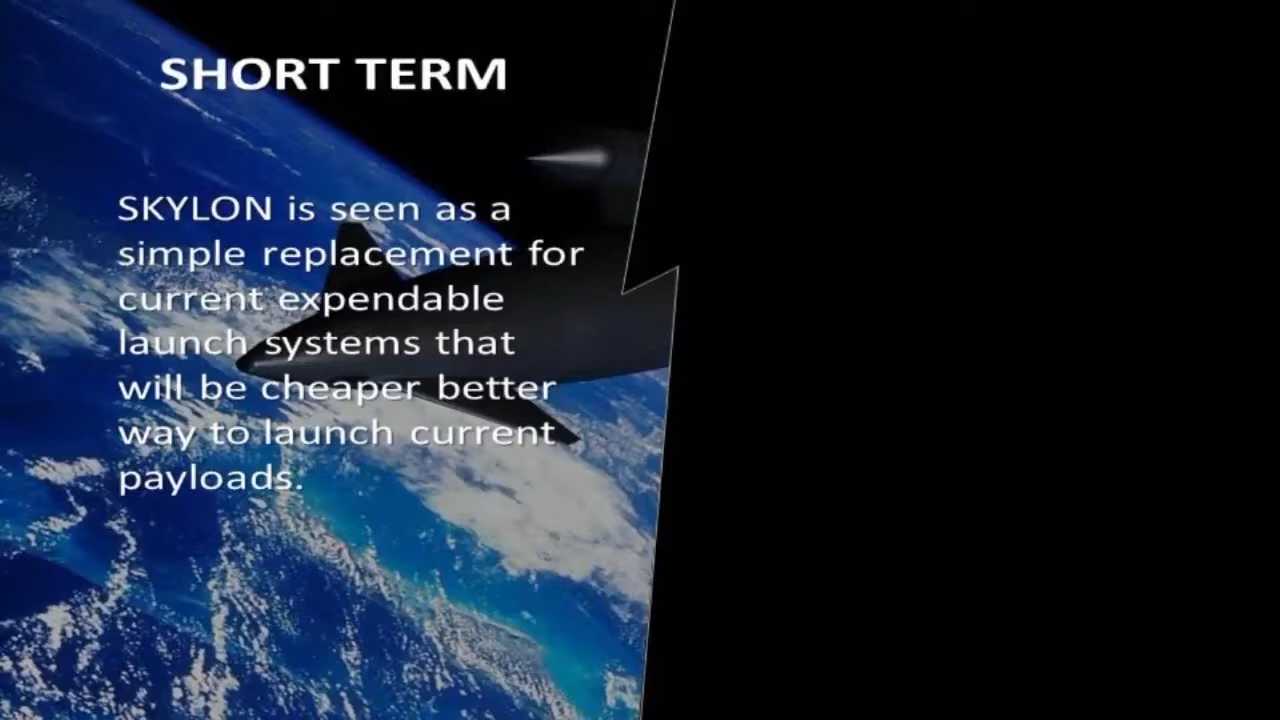 SHORT TERM
SKYLON is seen as a
simple replacement for
current expendable
launch systems that
will be cheaper better
way to launch current
payloads.